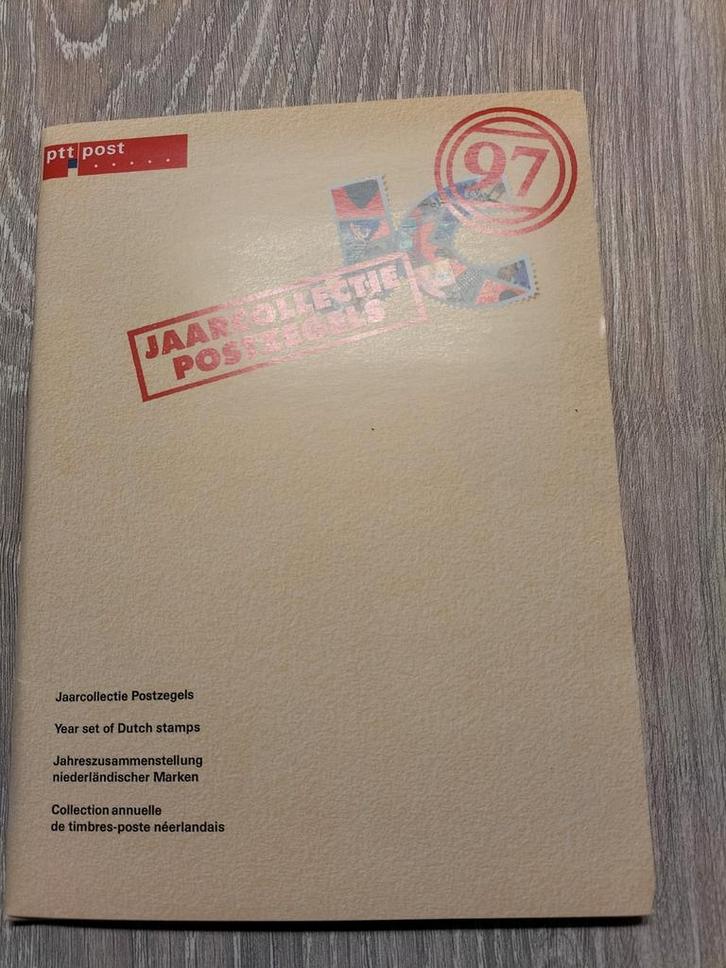 ptt post
97
JAARCOLLECTIE
POSTZEGELS
Jaarcollectie Postzegels
Year set of Dutch stamps
Jahreszusammenstellung
niederländischer Marken
Collection annuelle
de timbres-poste néerlandais